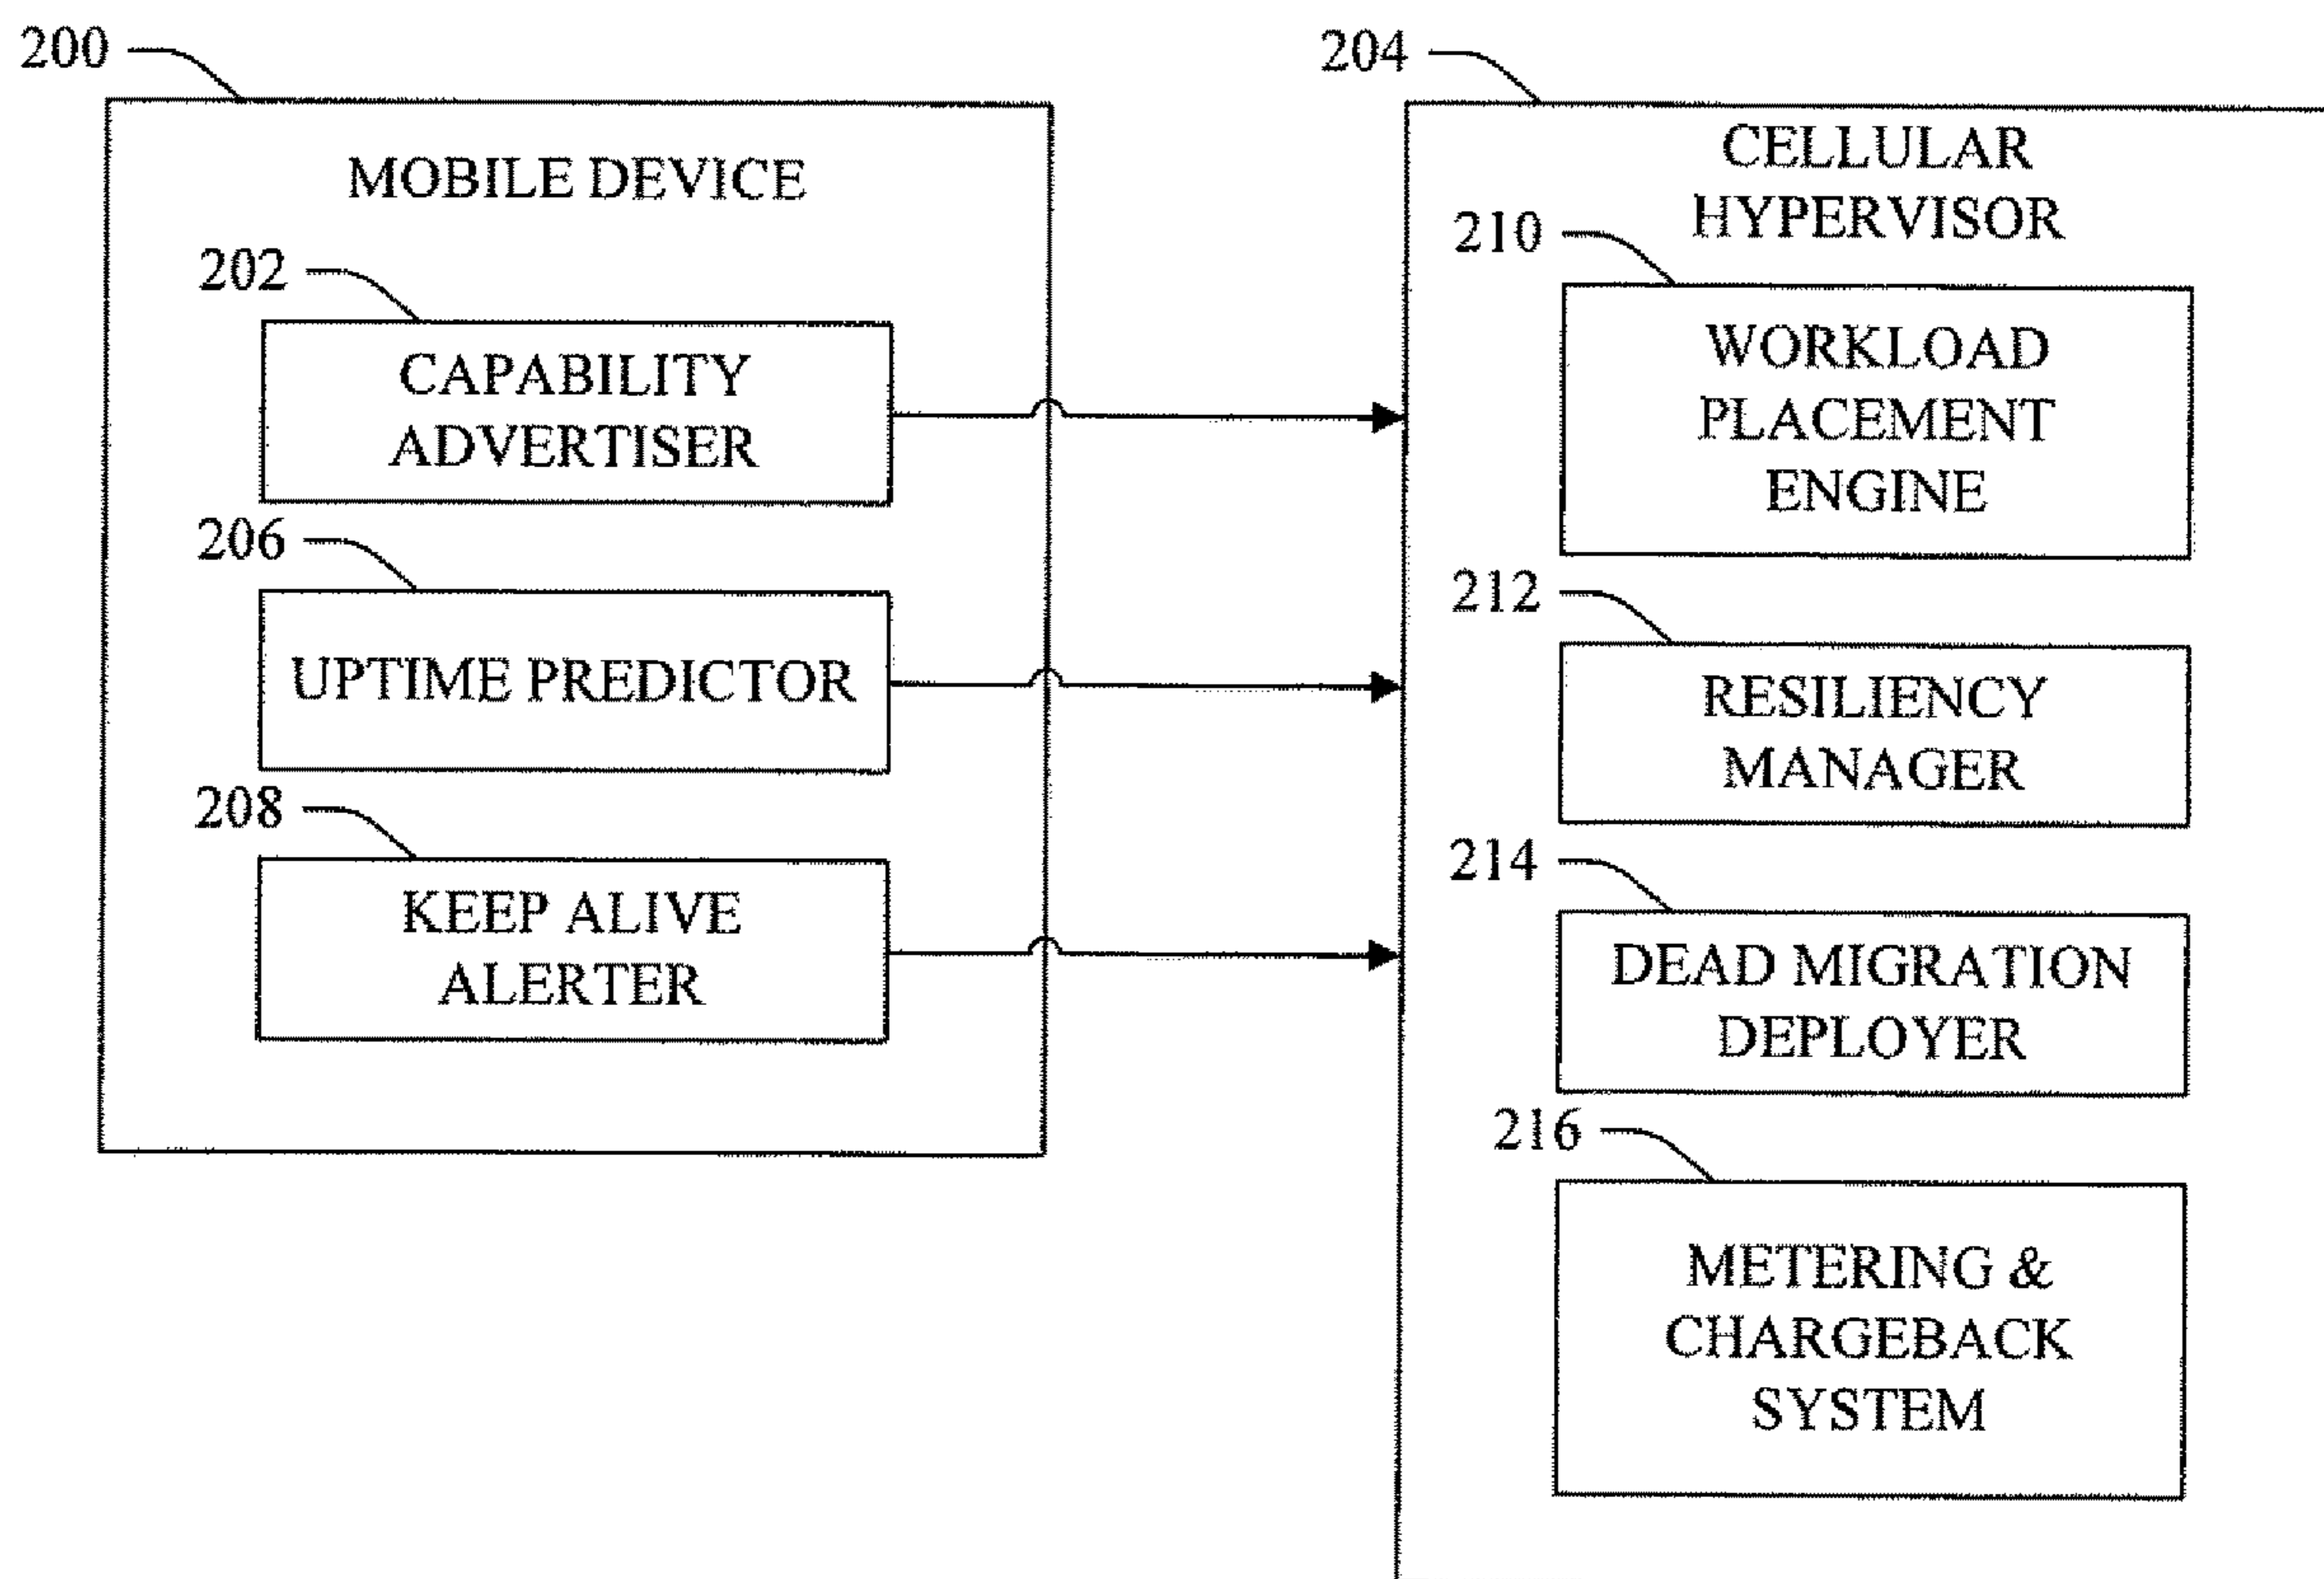 200
MOBILE DEVICE
202
CAPABILITY
ADVERTISER
206
UPTIME PREDICTOR
208
KEEP ALIVE
ALERTER
204
CELLULAR
HYPERVISOR
210
WORKLOAD
PLACEMENT
ENGINE
212
RESILIENCY
MANAGER
214
DEAD MIGRATION
DEPLOYER
216
METERING &
CHARGEBACK
SYSTEM